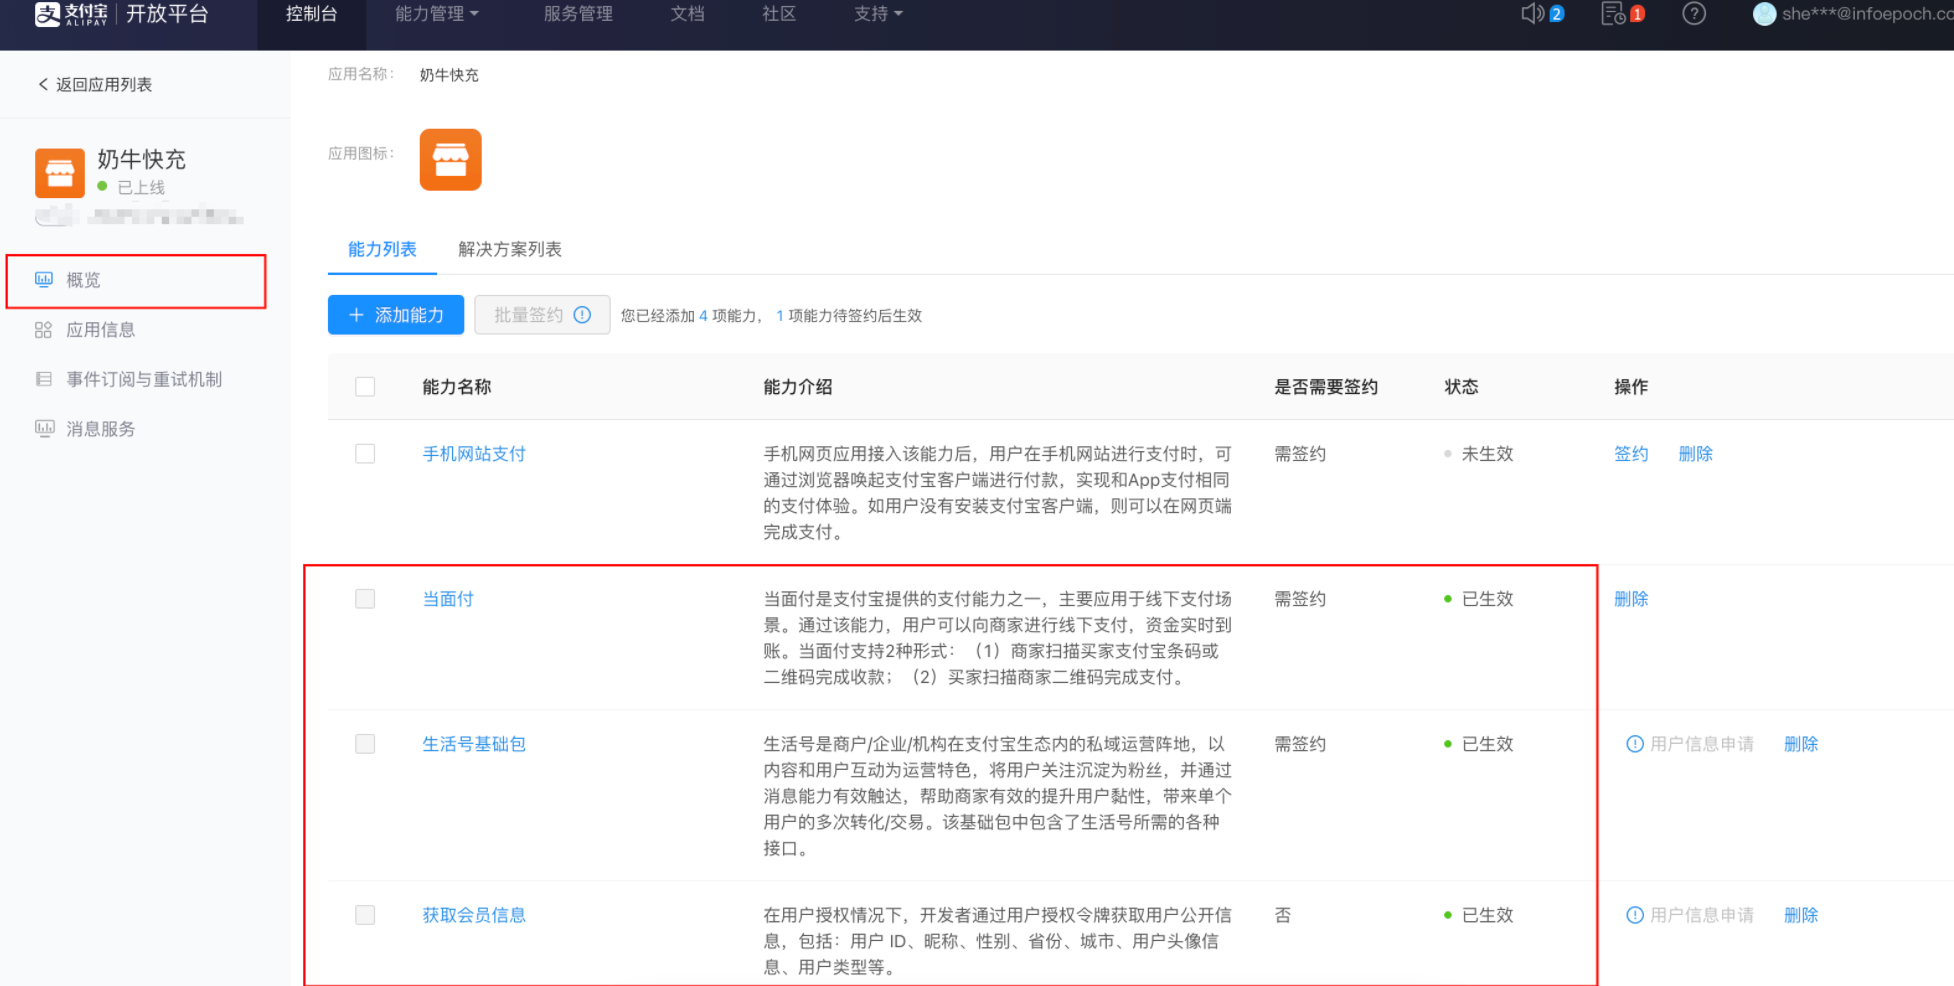 支付宝 ALIPAY 开放平台 控制台 能力管理 服务管理 文档 社区 支持 2 1 she***@infoepoch.co
返回应用列表
奶牛快充
已上线
概览
应用信息
事件订阅与重试机制
消息服务
应用名称： 奶牛快充
应用图标：
能力列表 解决方案列表
+ 添加能力 批量签约 您已经添加 4 项能力， 1 项能力待签约后生效
能力名称 能力介绍 是否需要签约 状态 操作
手机网站支付 手机网页应用接入该能力后，用户在手机网站进行支付时，可 需签约 未生效 签约 删除
通过浏览器唤起支付宝客户端进行付款，实现和App支付相同
的支付体验。如用户没有安装支付宝客户端，则可以在网页端
完成支付。
当面付 当面付是支付宝提供的支付能力之一，主要应用于线下支付场 需签约 已生效 删除
景。通过该能力，用户可以向商家进行线下支付，资金实时到
账。当面付支持2种形式：（1）商家扫描买家支付宝条码或
二维码完成收款；（2）买家扫描商家二维码完成支付。
生活号基础包 生活号是商户/企业/机构在支付宝生态内的私域运营阵地，以 需签约 已生效 用户信息申请 删除
内容和用户互动为运营特色，将用户关注沉淀为粉丝，并通过
消息能力有效触达，帮助商家有效的提升用户黏性，带来单个
用户的多次转化/交易。该基础包中包含了生活号所需的各种
接口。
获取会员信息 在用户授权情况下，开发者通过用户授权令牌获取用户公开信 否 已生效 用户信息申请 删除
息，包括：用户 ID、昵称、性别、省份、城市、用户头像信
息、用户类型等。